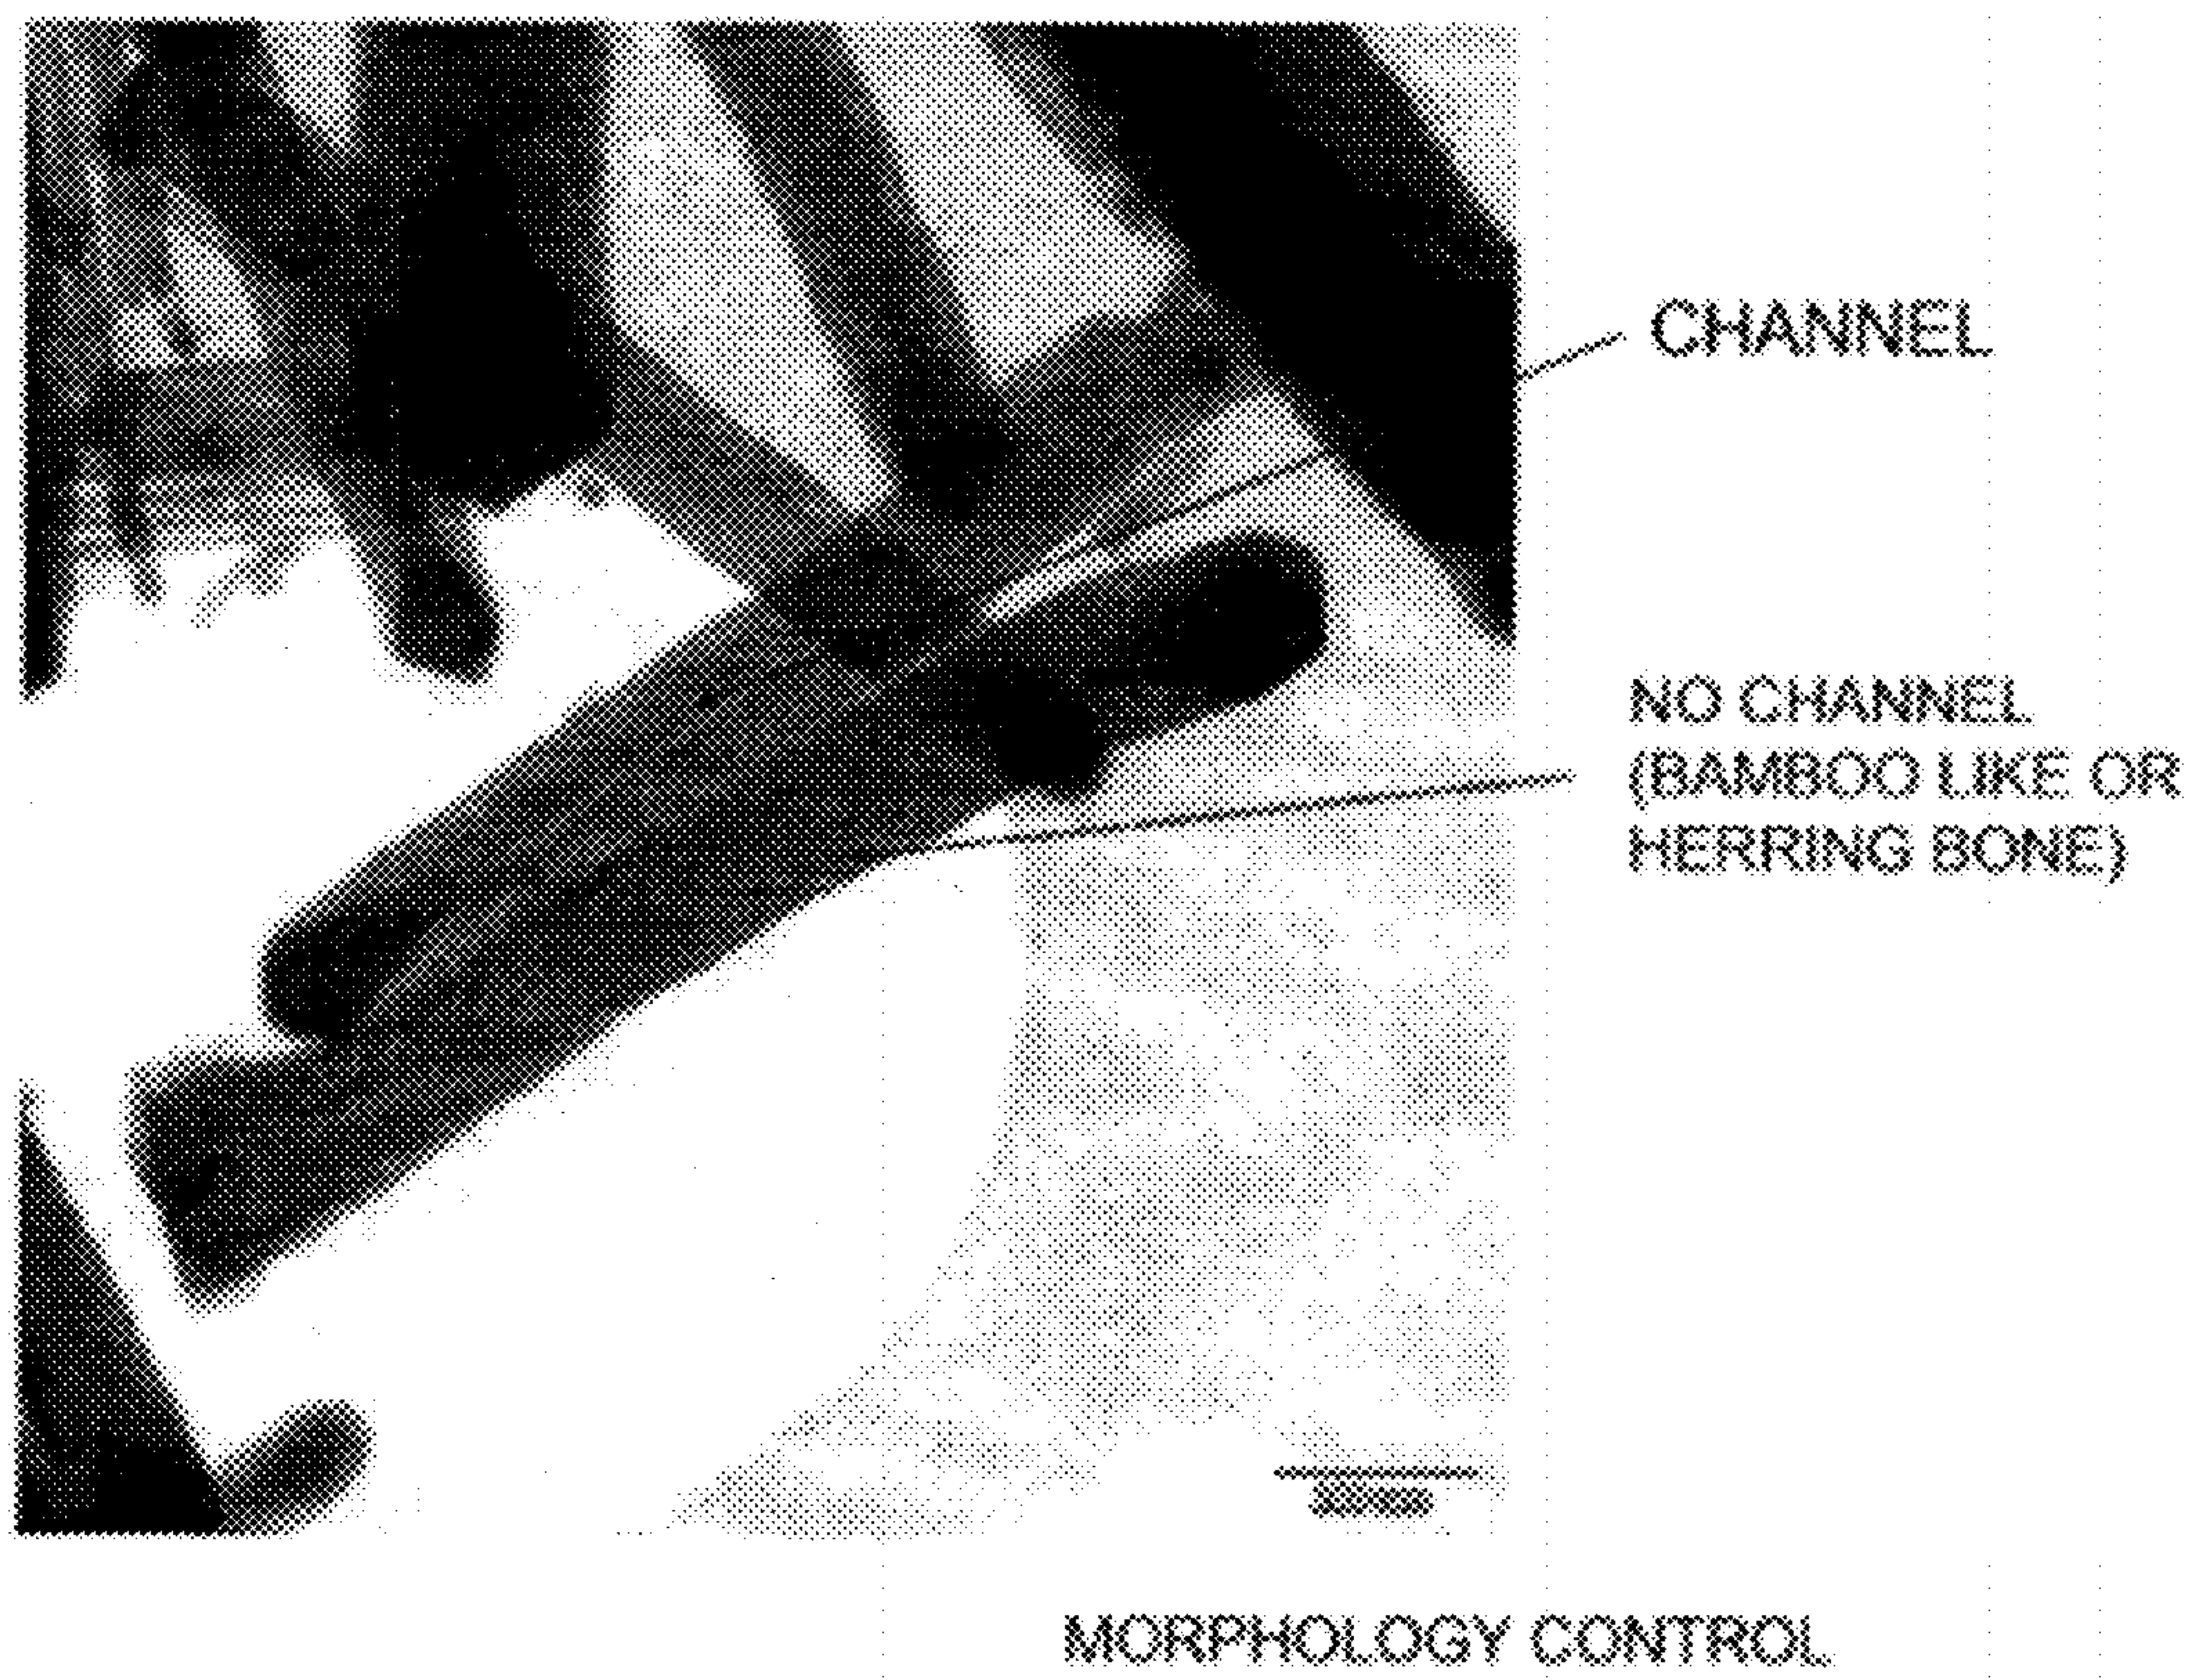 CHANNEL
NO CHANNEL
(BAMBOO LIKE OR
HERRING BONE)
MORPHOLOGY CONTROL